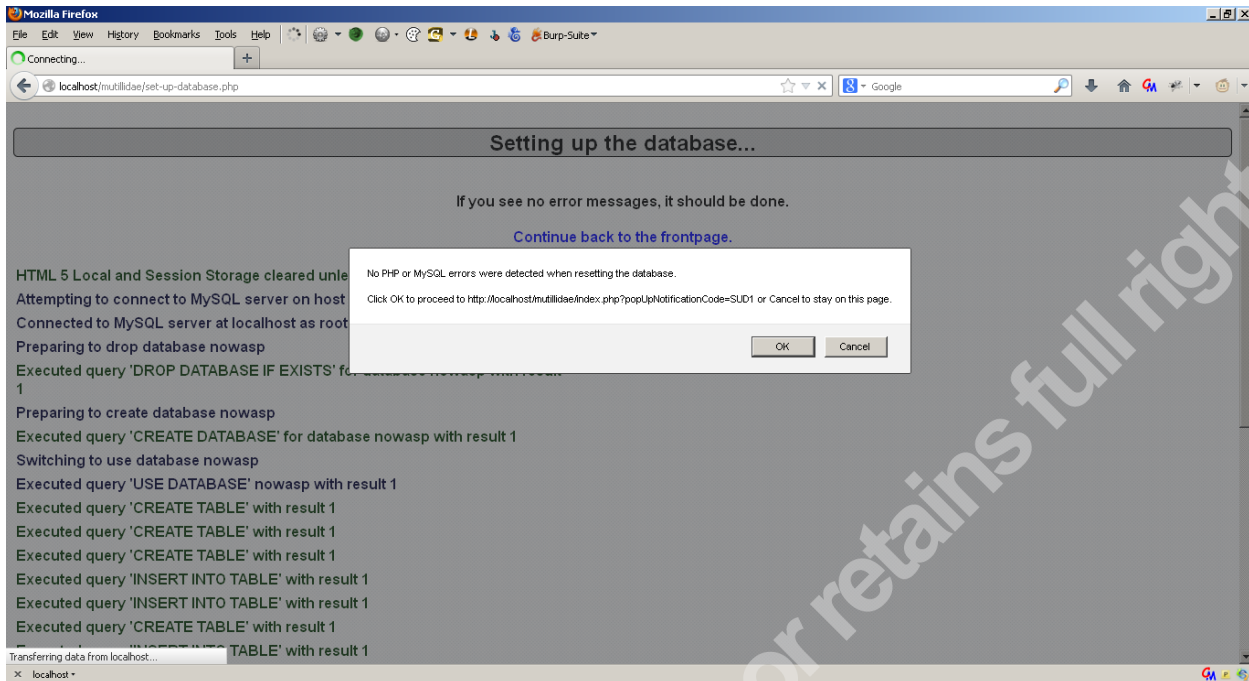 Mozilla Firefox
File Edit View History Bookmarks Tools Help Burp-Suite
Connecting...
localhost/mutillidae/set-up-database.php
Google
Setting up the database...
If you see no error messages, it should be done.
Continue back to the frontpage.
No PHP or MySQL errors were detected when resetting the database.
Click OK to proceed to http://localhost/mutillidae/index.php?popUpNotificationCode=SUD1 or Cancel to stay on this page.
OK Cancel
HTML 5 Local and Session Storage cleared
Attempting to connect to MySQL server on host
Connected to MySQL server at localhost as root
Preparing to drop database nowasp
Executed query 'DROP DATABASE IF EXISTS' for database nowasp with result
1
Preparing to create database nowasp
Executed query 'CREATE DATABASE' for database nowasp with result 1
Switching to use database nowasp
Executed query 'USE DATABASE' nowasp with result 1
Executed query 'CREATE TABLE' with result 1
Executed query 'CREATE TABLE' with result 1
Executed query 'CREATE TABLE' with result 1
Executed query 'INSERT INTO TABLE' with result 1
Executed query 'INSERT INTO TABLE' with result 1
Executed query 'CREATE TABLE' with result 1
TABLE' with result 1
Transferring data from localhost...
localhost
or retains full right